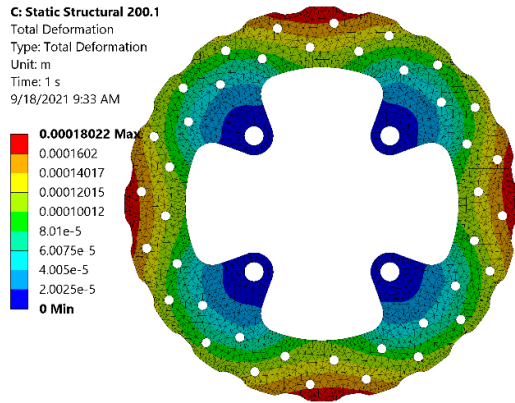 C: Static Structural 200.1
Total Deformation
Type: Total Deformation
Unit: m
Time: 1 s
9/18/2021 9:33 AM
0.00018022 Max
0.0001602
0.00014017
0.00012015
0.00010012
8.01e-5
6.0075e-5
4.005e-5
2.0025e-5
0 Min